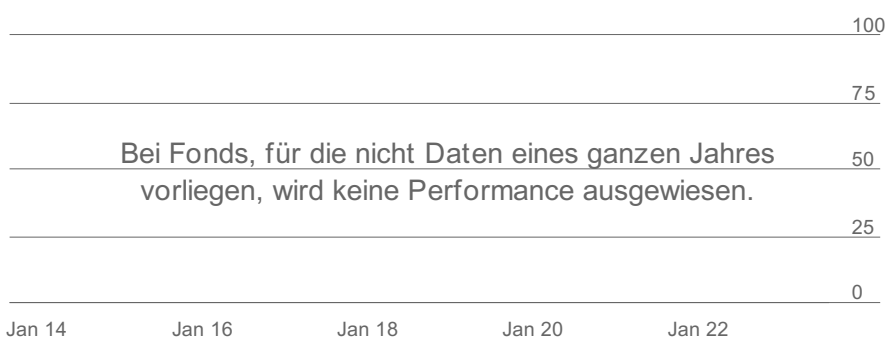 100
75
Bei Fonds, für die nicht Daten eines ganzen Jahres
50
vorliegen, wird keine Performance ausgewiesen.
25
0
Jan 14 Jan 16 Jan 18 Jan 20 Jan 22